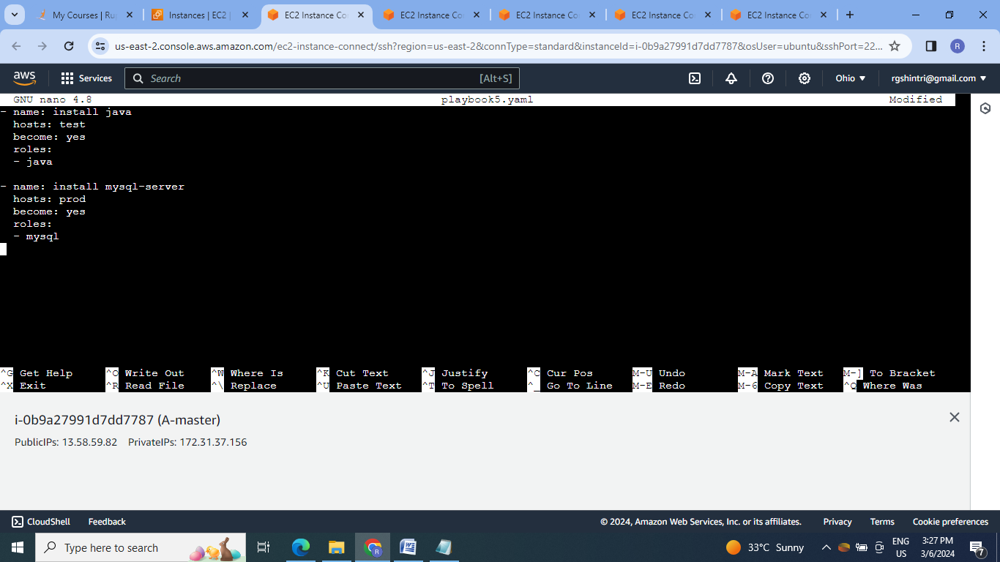 My Courses | Ru
Instances | EC2 |
EC2 Instance Co
EC2 Instance Co
EC2 Instance Co
EC2 Instance Co
EC2 Instance Co
us-east-2.console.aws.amazon.com/ec2-instance-connect/ssh?region=us-east-2&connType=standard&instanceId=i-0b9a27991d7dd7787&osUser=ubuntu&sshPort=22...
R
aws
Services
Search
[Alt+S]
Ohio
rgshintri@gmail.com
GNU nano 4.8 playbook5.yaml Modified
- name: install java
  hosts: test
  become: yes
  roles:
  - java
- name: install mysql-server
  hosts: prod
  become: yes
  roles:
  - mysql
^G Get Help ^O Write Out ^W Where Is ^K Cut Text ^J Justify ^C Cur Pos M-U Undo M-A Mark Text M-] To Bracket
^X Exit ^R Read File ^\ Replace ^U Paste Text ^T To Spell ^_ Go To Line M-E Redo M-6 Copy Text ^Q Where Was
i-0b9a27991d7dd7787 (A-master)
PublicIPs: 13.58.59.82 PrivateIPs: 172.31.37.156
CloudShell Feedback © 2024, Amazon Web Services, Inc. or its affiliates. Privacy Terms Cookie preferences
Type here to search
R
W
33°C Sunny
ENG
US
3:27 PM
3/6/2024
7